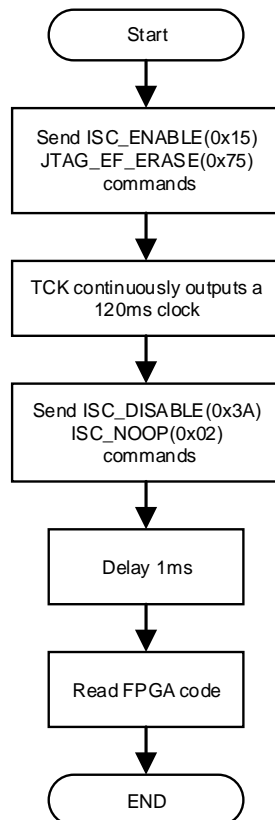 Start
Send ISC_ENABLE(0x15)
JTAG_EF_ERASE(0x75)
commands
TCK continuously outputs a
120ms clock
Send ISC_DISABLE(0x3A)
ISC_NOOP(0x02)
commands
Delay 1ms
Read FPGA code
END